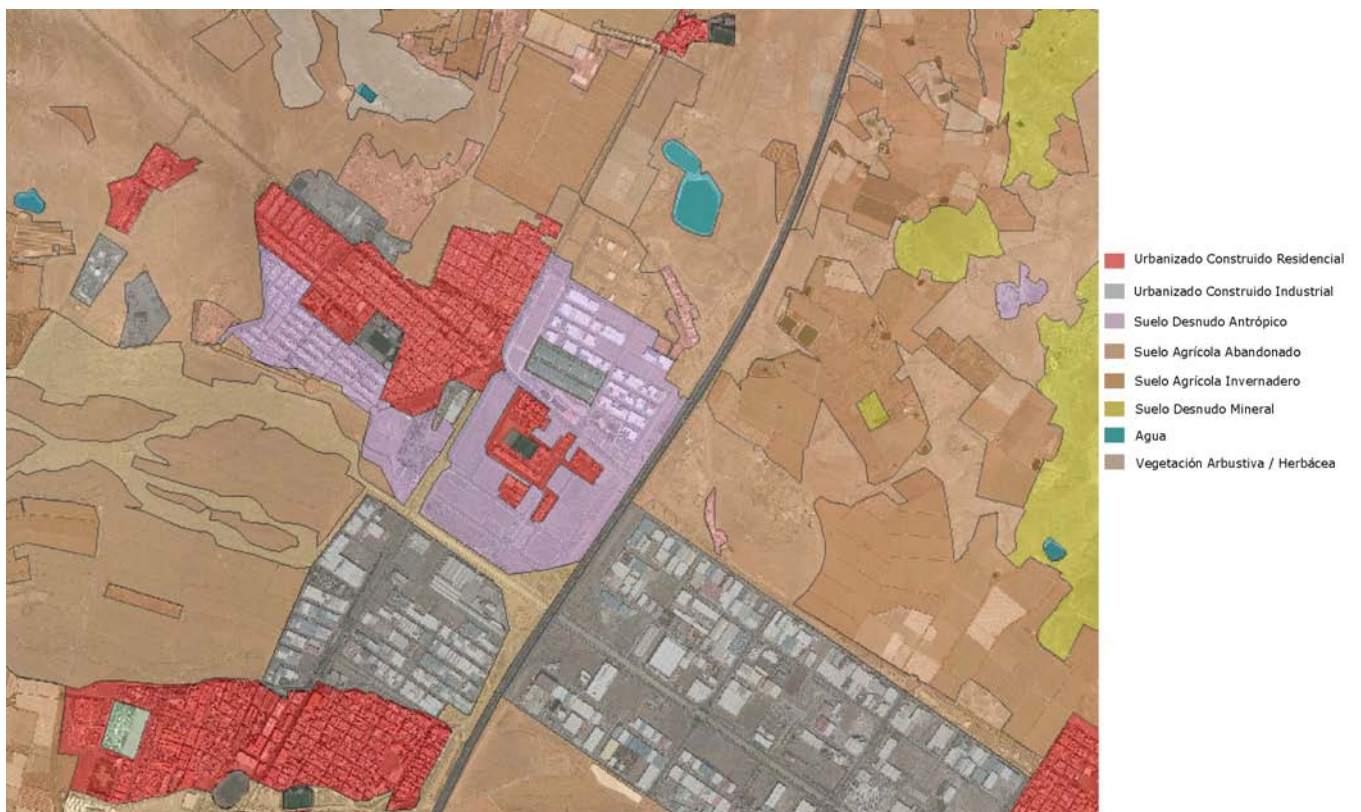 Urbanizado Construido Residencial
Urbanizado Construido Industrial
Suelo Desnudo Antrópico
Suelo Agrícola Abandonado
Suelo Agrícola Invernadero
Suelo Desnudo Mineral
Agua
Vegetación Arbustiva / Herbácea